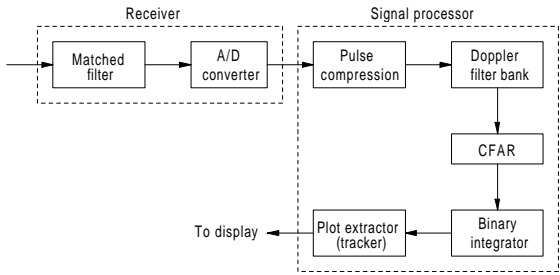 Receiver
Signal processor
Matched
filter
A/D
converter
Pulse
compression
Doppler
filter bank
CFAR
Binary
integrator
Plot extractor
(tracker)
To display